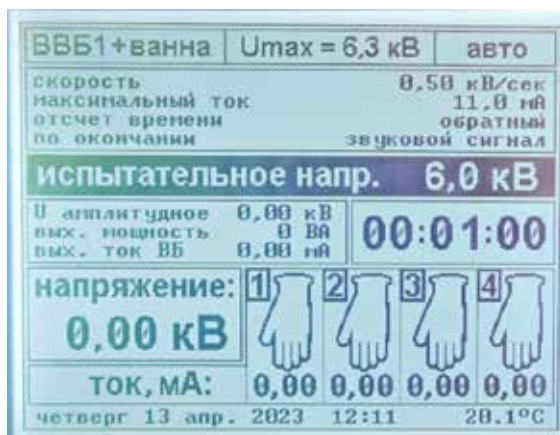 ВВБ1+ванна Umax = 6,3 кВ авто
скорость 0,50 кВ/сек
максимальный ток 11,0 мА
отсчет времени обратный
по окончании звуковой сигнал
испытательное напр. 6,0 кВ
U амплитудное 0,00 кВ
вых. мощность 0 ВА
вых. ток ВБ 0,00 мА
00:01:00
напряжение: 1 2 3 4
0,00 кВ
ток, мА: 0,00 0,00 0,00 0,00
четверг 13 апр. 2023 12:11 20.1°C